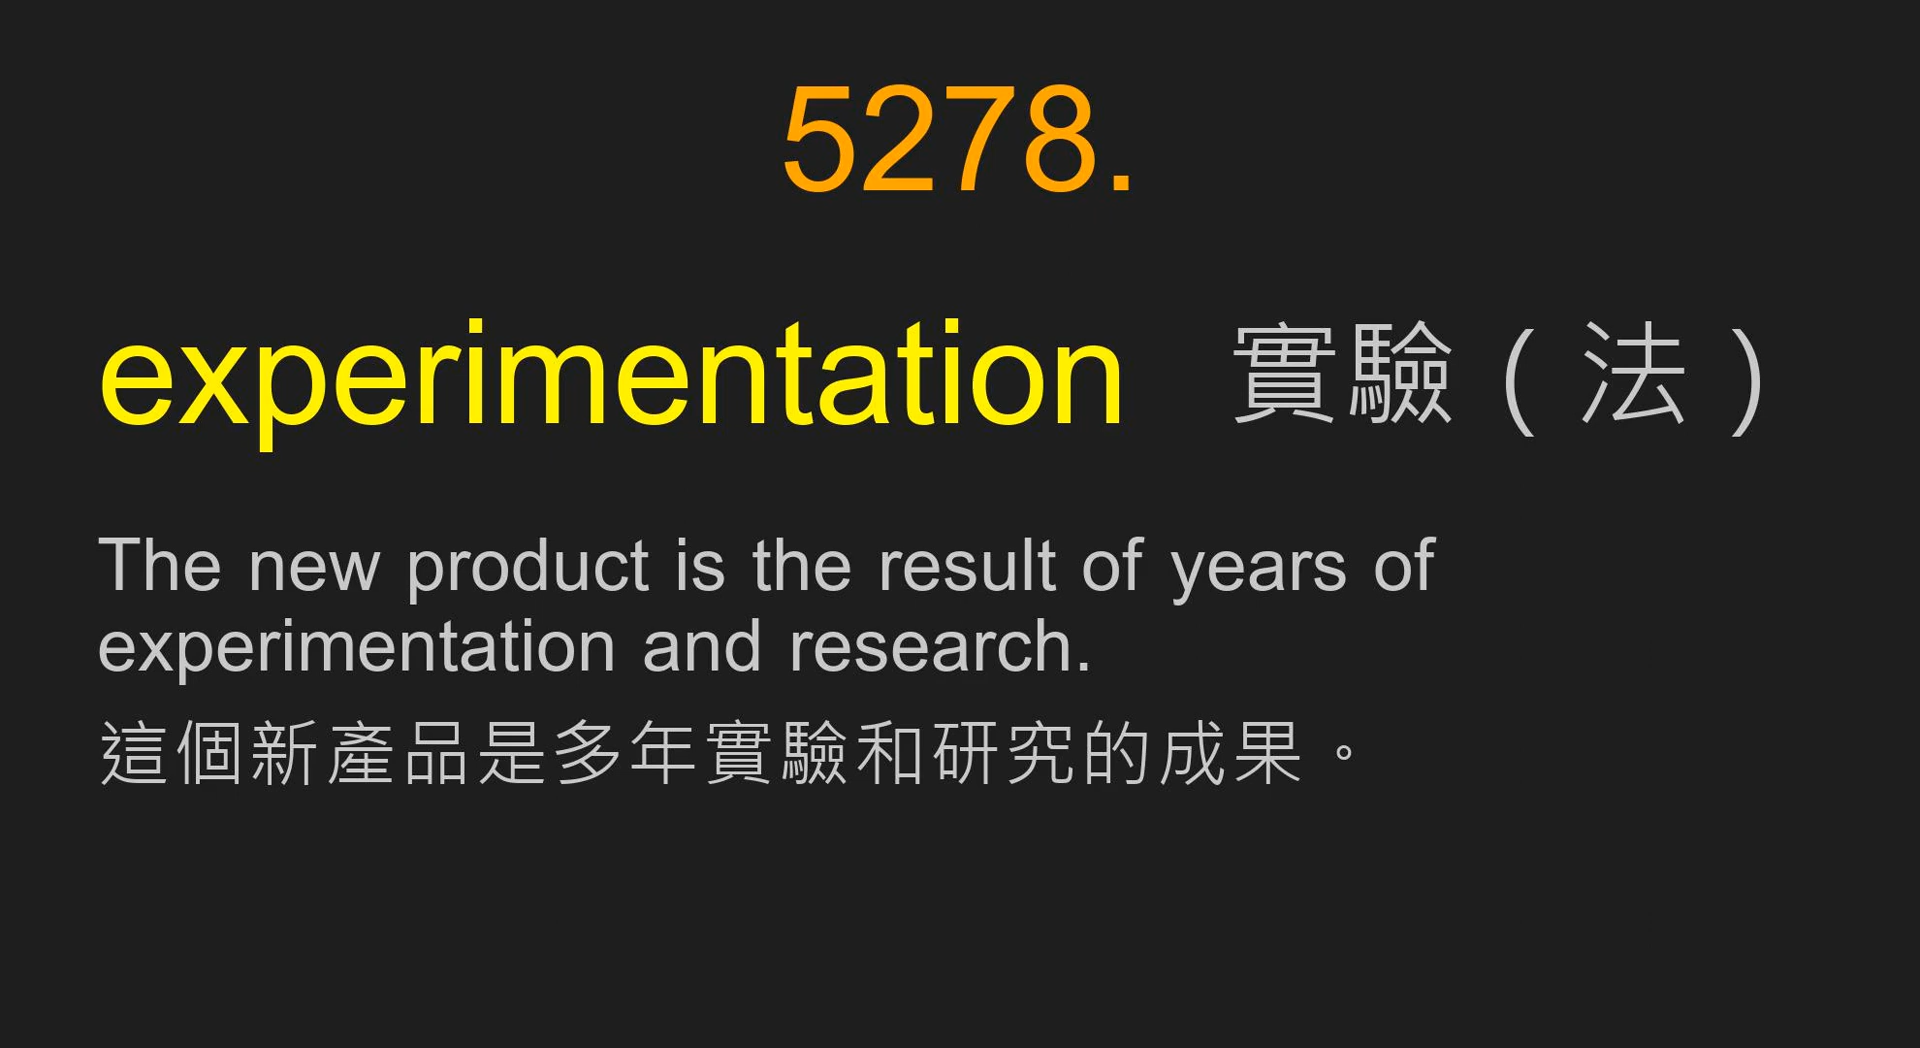 5278.
experimentation 實驗（法）
The new product is the result of years of
experimentation and research.
這個新產品是多年實驗和研究的成果。